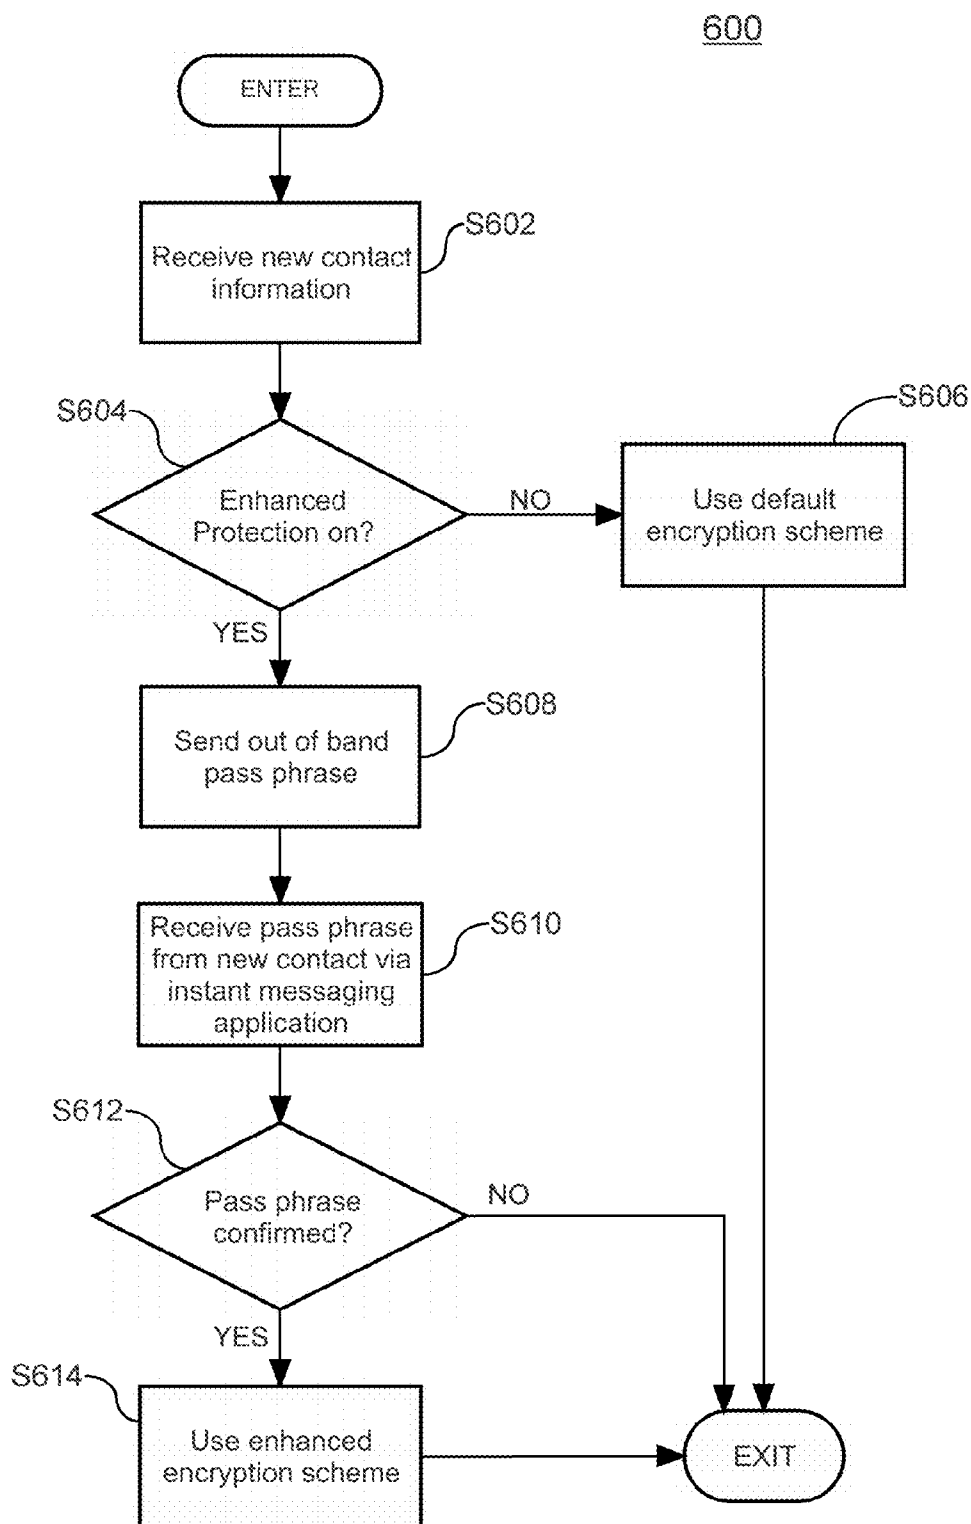 600
ENTER
S602
Receive new contact
information
S604
Enhanced
Protection on?
NO
S606
Use default
encryption scheme
YES
S608
Send out of band
pass phrase
S610
Receive pass phrase
from new contact via
instant messaging
application
S612
Pass phrase
confirmed?
NO
YES
S614
Use enhanced
encryption scheme
EXIT